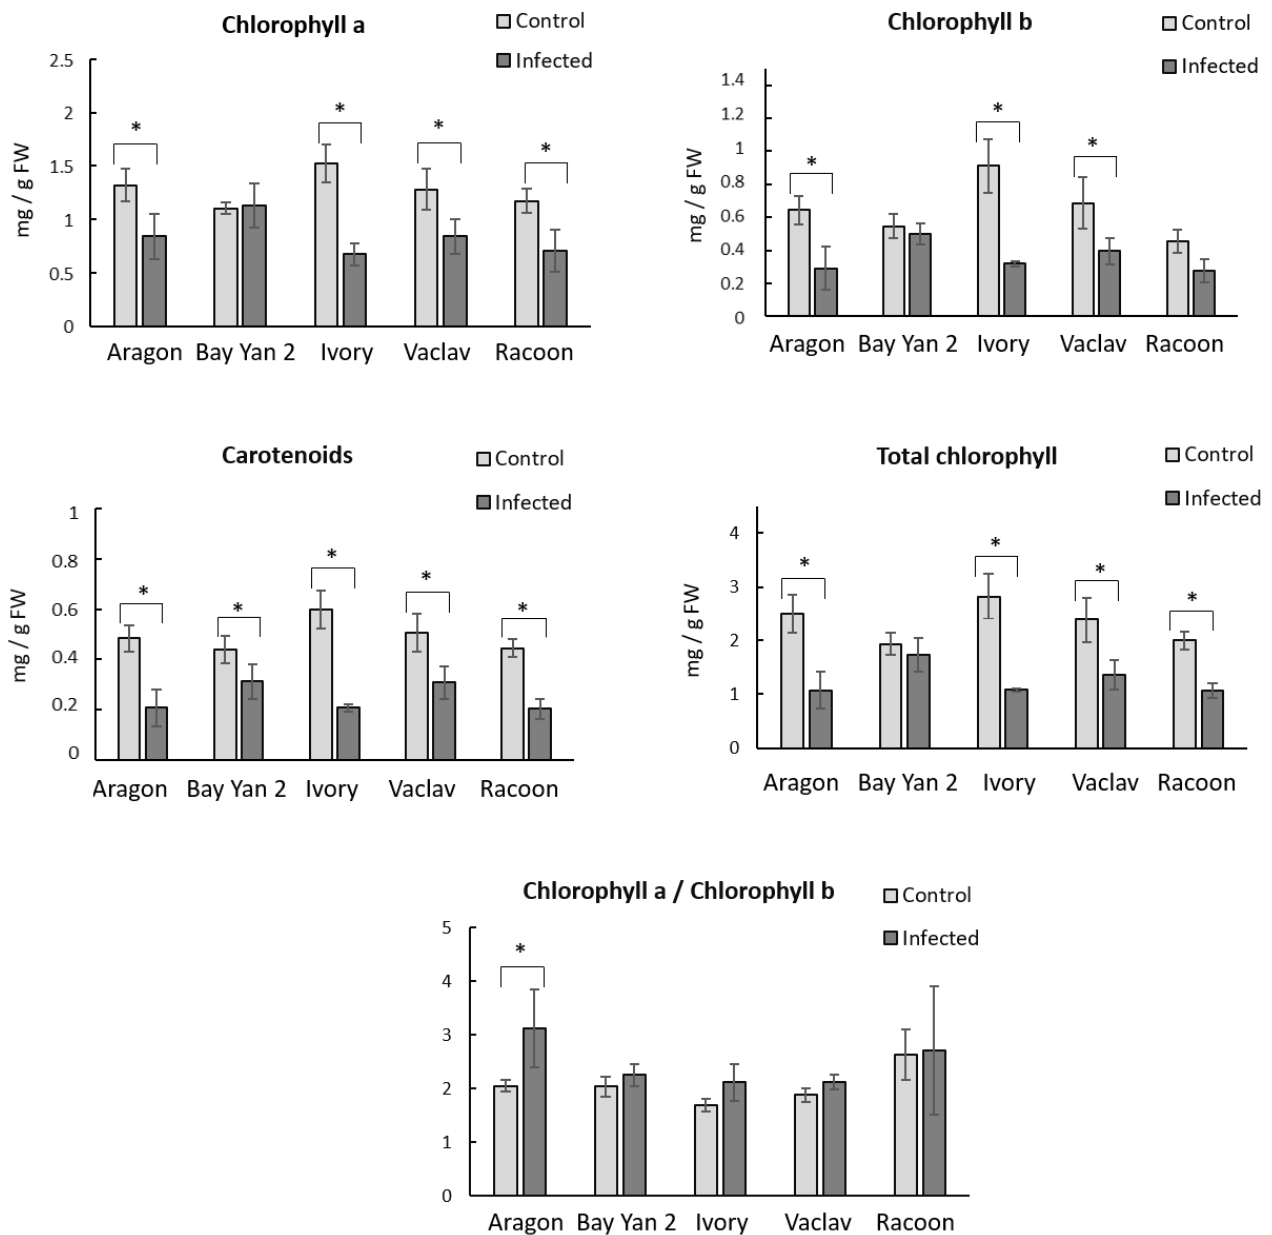 Chlorophyll a
Control
Infected
2.5
2
1.5
1
0.5
0
mg / g FW
*
*
*
*
Aragon Bay Yan 2 Ivory Vaclav Racoon
Chlorophyll b
Control
Infected
1.4
1.2
1
0.8
0.6
0.4
0.2
0
mg / g FW
*
*
*
Aragon Bay Yan 2 Ivory Vaclav Racoon
Carotenoids
Control
Infected
1
0.8
0.6
0.4
0.2
0
mg / g FW
*
*
*
*
*
Aragon Bay Yan 2 Ivory Vaclav Racoon
Total chlorophyll
Control
Infected
4
3
2
1
0
mg / g FW
*
*
*
*
Aragon Bay Yan 2 Ivory Vaclav Racoon
Chlorophyll a / Chlorophyll b
Control
Infected
5
4
3
2
1
0
*
Aragon Bay Yan 2 Ivory Vaclav Racoon